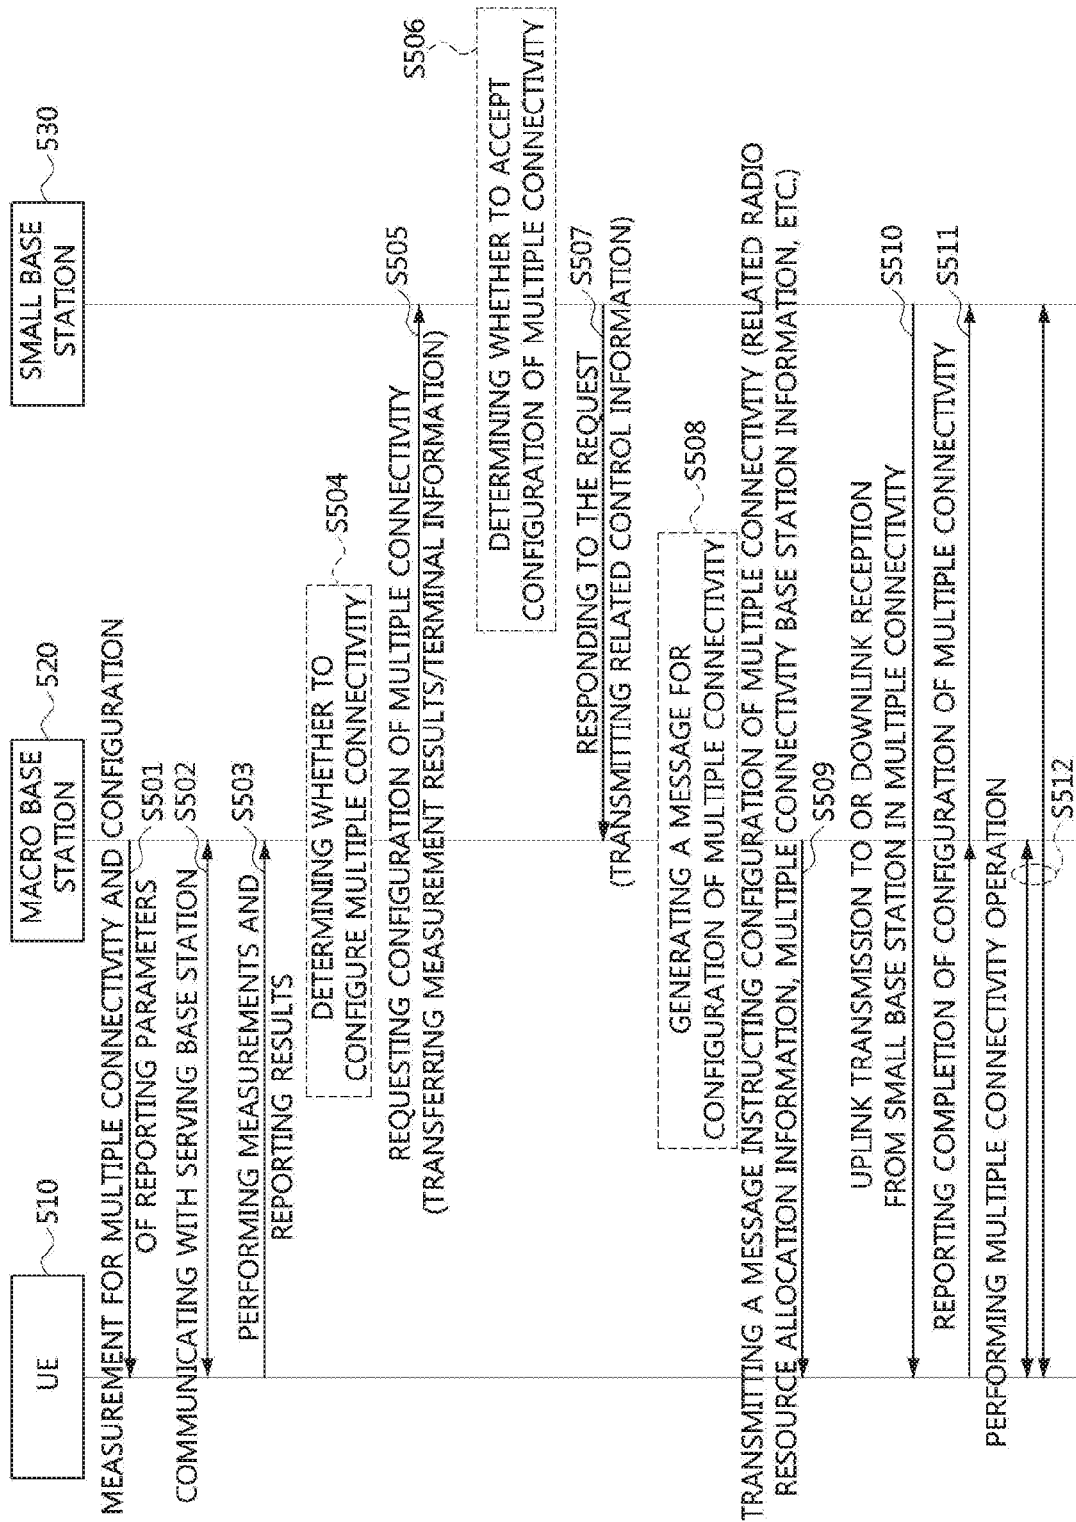 UE
510
MACRO BASE
STATION
520
SMALL BASE
STATION
530
MEASUREMENT FOR MULTIPLE CONNECTIVITY AND CONFIGURATION
OF REPORTING PARAMETERS
S501
COMMUNICATING WITH SERVING BASE STATION
S502
PERFORMING MEASUREMENTS AND
REPORTING RESULTS
S503
DETERMINING WHETHER TO
CONFIGURE MULTIPLE CONNECTIVITY
S504
REQUESTING CONFIGURATION OF MULTIPLE CONNECTIVITY
(TRANSFERRING MEASUREMENT RESULTS/TERMINAL INFORMATION)
S505
DETERMINING WHETHER TO ACCEPT
CONFIGURATION OF MULTIPLE CONNECTIVITY
S506
RESPONDING TO THE REQUEST
(TRANSMITTING RELATED CONTROL INFORMATION)
S507
GENERATING A MESSAGE FOR
CONFIGURATION OF MULTIPLE CONNECTIVITY
S508
TRANSMITTING A MESSAGE INSTRUCTING CONFIGURATION OF MULTIPLE CONNECTIVITY (RELATED RADIO
RESOURCE ALLOCATION INFORMATION, MULTIPLE CONNECTIVITY BASE STATION INFORMATION, ETC.)
S509
UPLINK TRANSMISSION TO OR DOWNLINK RECEPTION
FROM SMALL BASE STATION IN MULTIPLE CONNECTIVITY
S510
REPORTING COMPLETION OF CONFIGURATION OF MULTIPLE CONNECTIVITY
S511
PERFORMING MULTIPLE CONNECTIVITY OPERATION
S512